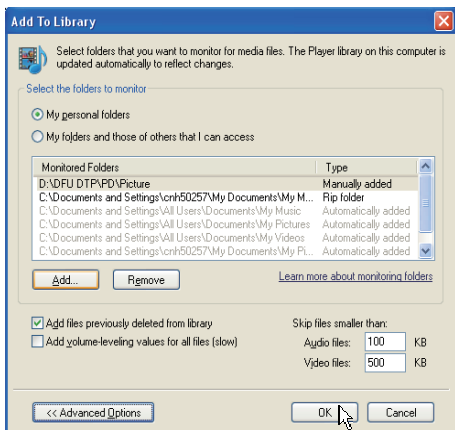 Add To Library
Select folders that you want to monitor for media files. The Player library on this computer is
updated automatically to reflect changes.
Select the folders to monitor
My personal folders
My folders and those of others that I can access
Monitored Folders Type
D:\DFU DTP\PD\Picture Manually added
C:\Documents and Settings\cnh50257\My Documents\My M... Rip folder
C:\Documents and Settings\All Users\Documents\My Music Automatically added
C:\Documents and Settings\All Users\Documents\My Pictures Automatically added
C:\Documents and Settings\All Users\Documents\My Videos Automatically added
C:\Documents and Settings\cnh50257\My Documents\My Pi... Automatically added
Add... Remove Learn more about monitoring folders
Add files previously deleted from library Skip files smaller than:
Add volume-leveling values for all files (slow) Audio files: 100 KB
Video files: 500 KB
<< Advanced Options OK Cancel